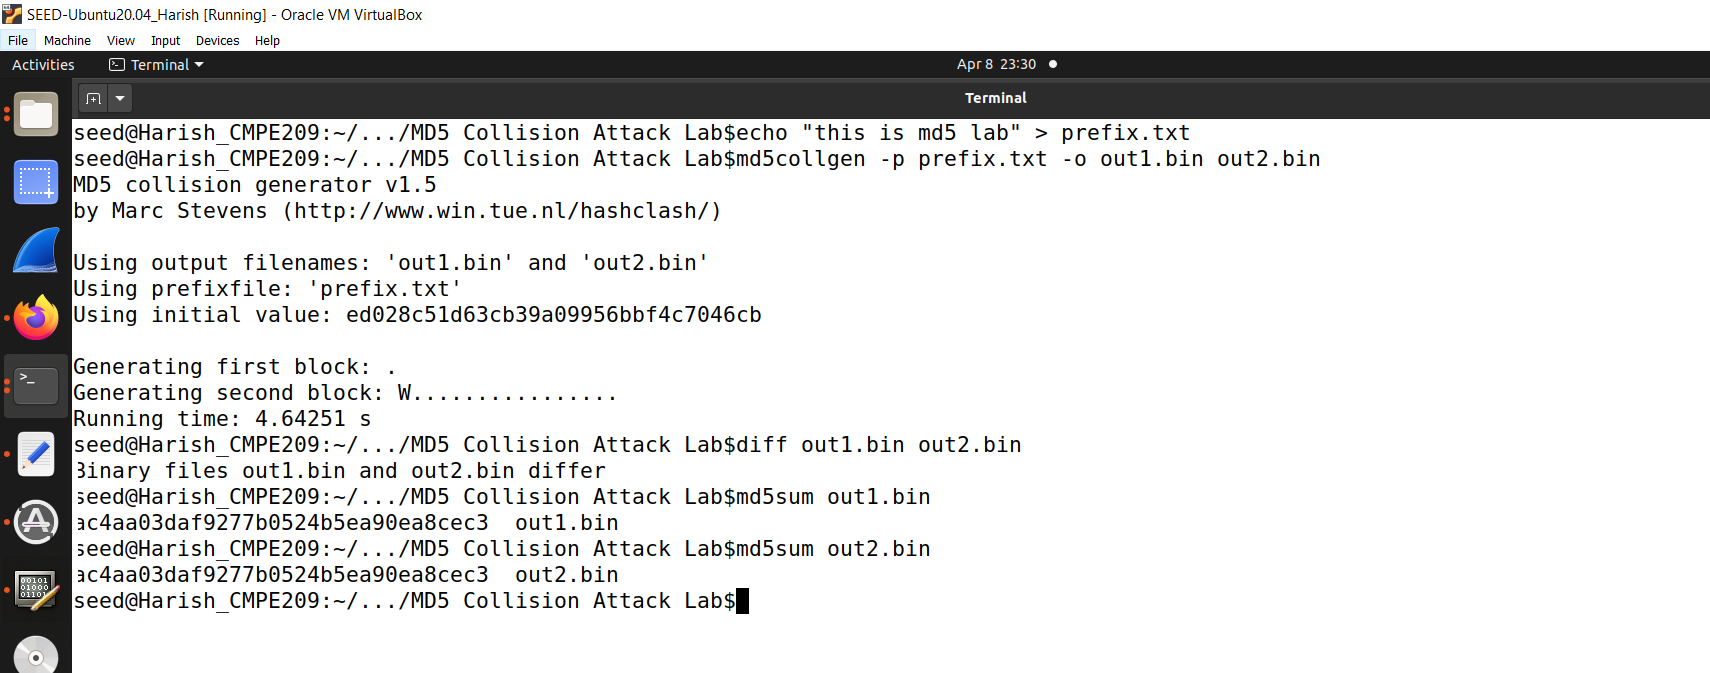 SEED-Ubuntu20.04_Harish [Running] - Oracle VM VirtualBox
File Machine View Input Devices Help
Activities Terminal Apr 8 23:30
Terminal
seed@Harish_CMPE209:~/.../MD5 Collision Attack Lab$echo "this is md5 lab" > prefix.txt
seed@Harish_CMPE209:~/.../MD5 Collision Attack Lab$md5collgen -p prefix.txt -o out1.bin out2.bin
MD5 collision generator v1.5
by Marc Stevens (http://www.win.tue.nl/hashclash/)
Using output filenames: 'out1.bin' and 'out2.bin'
Using prefixfile: 'prefix.txt'
Using initial value: ed028c51d63cb39a09956bbf4c7046cb
Generating first block: .
Generating second block: W................
Running time: 4.64251 s
seed@Harish_CMPE209:~/.../MD5 Collision Attack Lab$diff out1.bin out2.bin
Binary files out1.bin and out2.bin differ
seed@Harish_CMPE209:~/.../MD5 Collision Attack Lab$md5sum out1.bin
ac4aa03daf9277b0524b5ea90ea8cec3  out1.bin
seed@Harish_CMPE209:~/.../MD5 Collision Attack Lab$md5sum out2.bin
ac4aa03daf9277b0524b5ea90ea8cec3  out2.bin
seed@Harish_CMPE209:~/.../MD5 Collision Attack Lab$